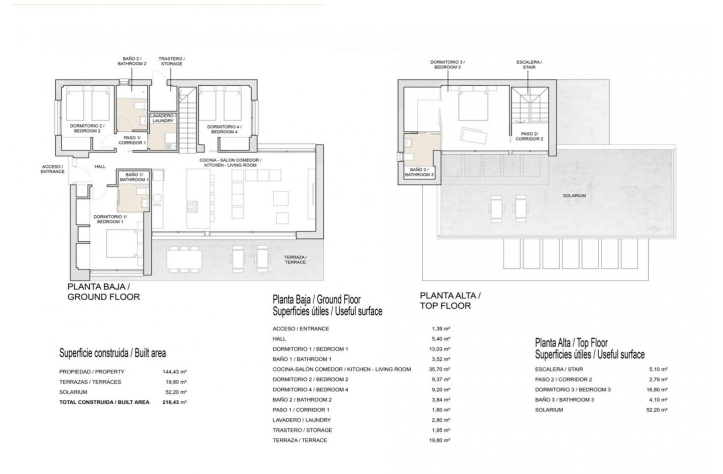 BAÑO 2 /
BATHROOM 2
TRASTERO /
STORAGE
DORMITORIO 2 /
BEDROOM 2
LAVADERO /
LAUNDRY
DORMITORIO 4 /
BEDROOM 4
PASO 1/
CORRIDOR 1
ACCESO /
ENTRANCE
HALL
COCINA - SALON COMEDOR /
KITCHEN - LIVING ROOM
BAÑO 1/
BATHROOM 1
DORMITORIO 1/
BEDROOM 1
TERRAZA /
TERRACE
PLANTA BAJA /
GROUND FLOOR
DORMITORIO 3 /
BEDROOM 3
ESCALERA /
STAIR
PASO 2/
CORRIDOR 2
BAÑO 3 /
BATHROOM 3
SOLARIUM
PLANTA ALTA /
TOP FLOOR
Superficie construida / Built area
PROPIEDAD / PROPERTY 144,43 m²
TERRAZAS / TERRACES 19,80 m²
SOLARIUM 52,20 m²
TOTAL CONSTRUIDA / BUILT AREA 216,43 m²
Planta Baja / Ground Floor
Superficies útiles / Useful surface
ACCESO / ENTRANCE 1,39 m²
HALL 5,40 m²
DORMITORIO 1 / BEDROOM 1 13,03 m²
BAÑO 1 / BATHROOM 1 3,52 m²
COCINA-SALÓN COMEDOR / KITCHEN - LIVING ROOM 35,70 m²
DORMITORIO 2 / BEDROOM 2 9,37 m²
DORMITORIO 4 / BEDROOM 4 9,20 m²
BAÑO 2 / BATHROOM 2 3,84 m²
PASO 1 / CORRIDOR 1 1,60 m²
LAVADERO / LAUNDRY 2,80 m²
TRASTERO / STORAGE 1,95 m²
TERRAZA / TERRACE 19,80 m²
Planta Alta / Top Floor
Superficies útiles / Useful surface
ESCALERA / STAIR 5,10 m²
PASO 2 / CORRIDOR 2 2,79 m²
DORMITORIO 3 / BEDROOM 3 16,80 m²
BAÑO 3 / BATHROOM 3 4,10 m²
SOLARIUM 52,20 m²